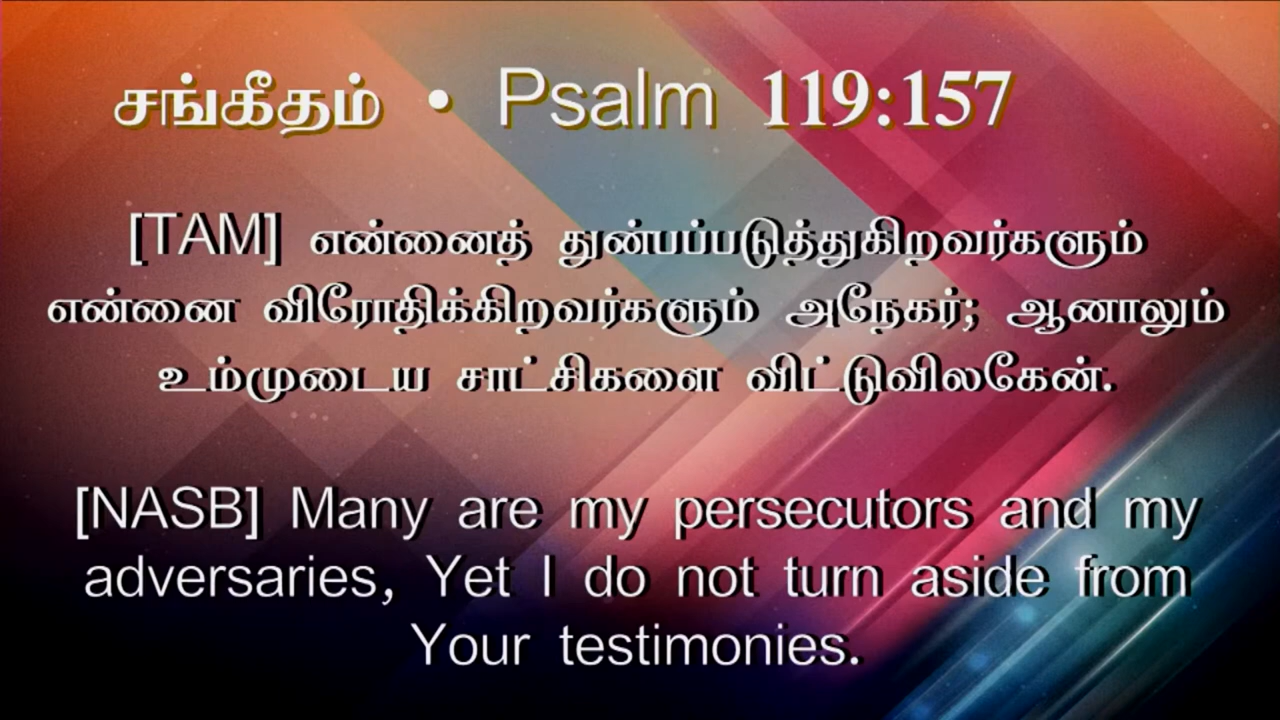 சங்கீதம் • Psalm 119:157
[TAM] என்னைத் துன்பப்படுத்துகிறவர்களும்
என்னை விரோதிக்கிறவர்களும் அநேகர்; ஆனாலும்
உம்முடைய சாட்சிகளை விட்டுவிலகேன்.
[NASB] Many are my persecutors and my
adversaries, Yet I do not turn aside from
Your testimonies.